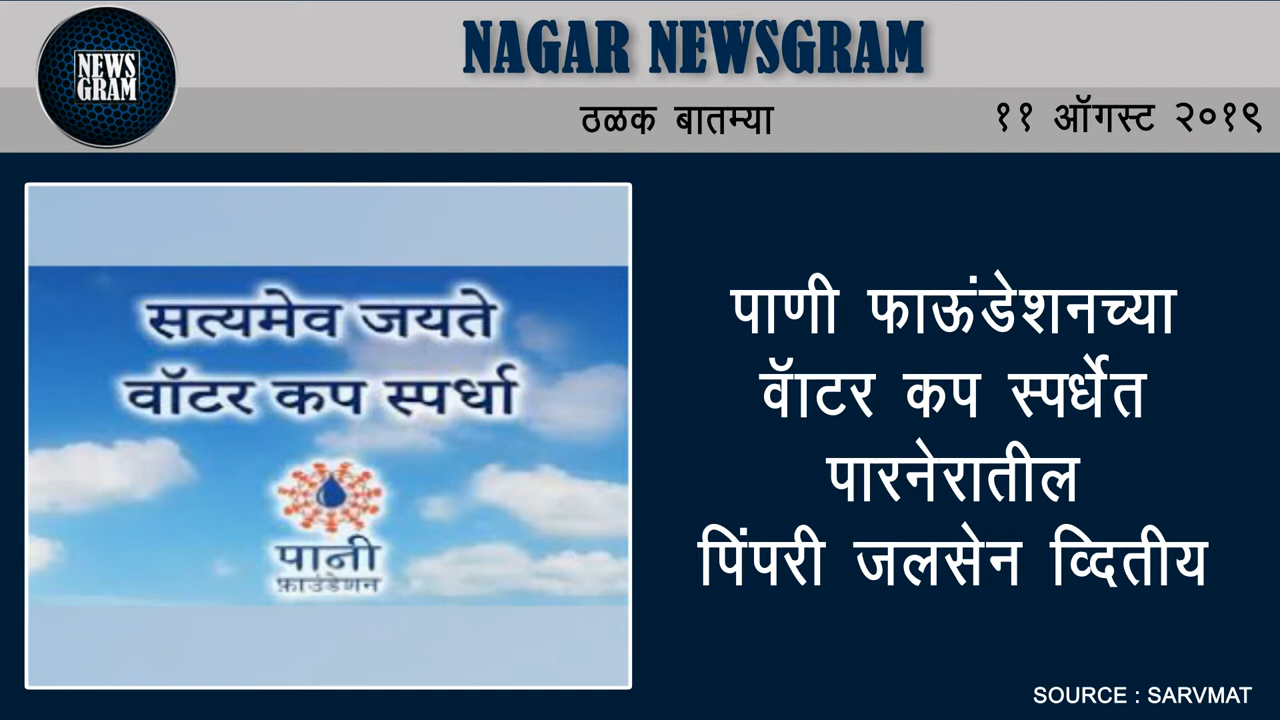 NEWS
GRAM
NAGAR NEWSGRAM
ठळक बातम्या
११ ऑगस्ट २०१९
सत्यमेव जयते
वॉटर कप स्पर्धा
पानी
फ़ाउंडेशन
पाणी फाऊंडेशनच्या
वॅाटर कप स्पर्धेत
पारनेरातील
पिंपरी जलसेन व्दितीय
SOURCE : SARVMAT